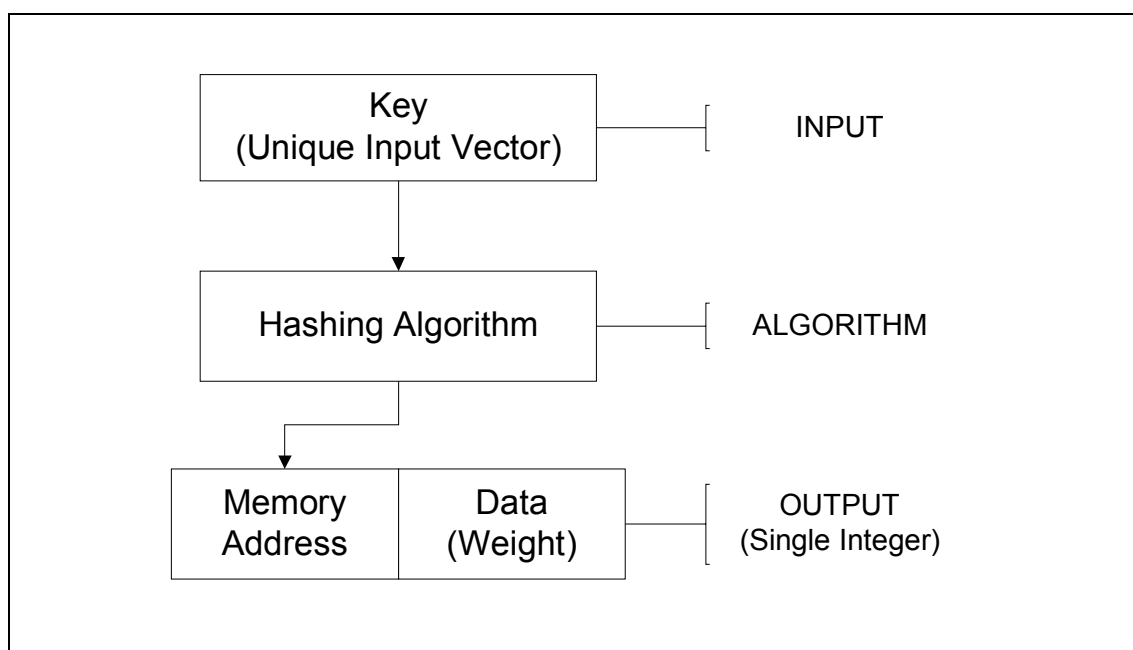 Key
(Unique Input Vector)
INPUT
Hashing Algorithm
ALGORITHM
Memory
Address
Data
(Weight)
OUTPUT
(Single Integer)